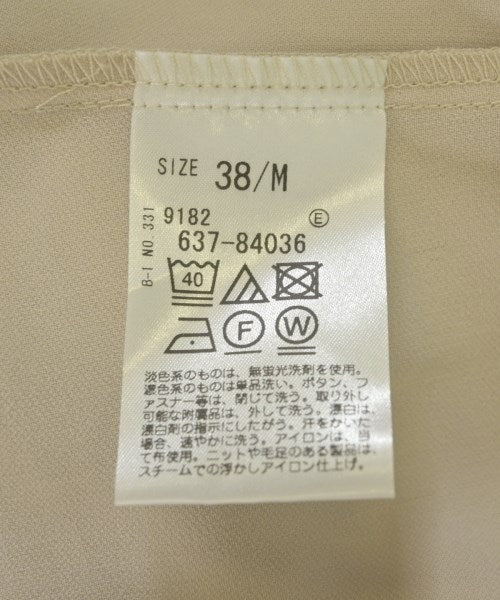 SIZE 38/M
B-I NO.331
9182 E
637-84036
40
F W
淡色系のものは、無蛍光洗剤を使用。
濃色系のものは単品洗い。ボタン、フ
ァスナー等は、閉じて洗う。取り外し
可能な附属品は、外して洗う。漂白は、
漂白剤の指示にしたがう。汗をかいた
場合、速やかに洗う。アイロンは、当
て布使用。ニットや毛足のある製品は、
スチームでの浮かしアイロン仕上げ。